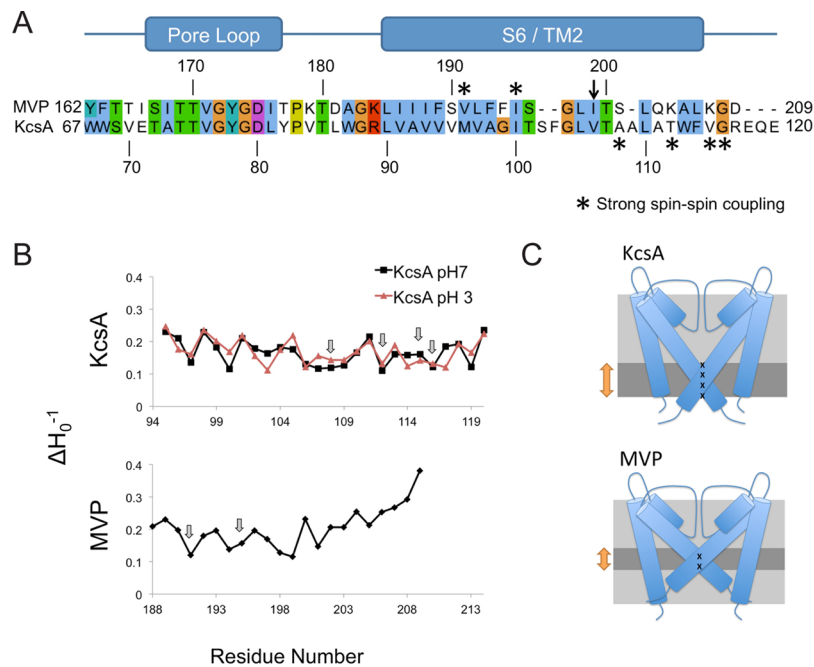 A
Pore Loop
S6 / TM2
170 180 190 200
* * ↓
MVP 162 YFTTISITTVGYGDITPKTDAGKLIIIFSVLFFIS--GLITS-LQKALKGD--- 209
KcsA 67 WWSVETATTVGYGDLYPVTLWGRLVAVVVMVAGITSFGLVTAALATWFVGREQE 120
* * * *
70 80 90 100 110
* Strong spin-spin coupling
B
KcsA pH7
KcsA pH 3
KcsA
0.4
0.3
0.2
0.1
0
94 99 104 109 114 119
ΔH₀⁻¹
MVP
0.4
0.3
0.2
0.1
0
188 193 198 203 208 213
Residue Number
C
KcsA
x
x
x
x
MVP
x
x